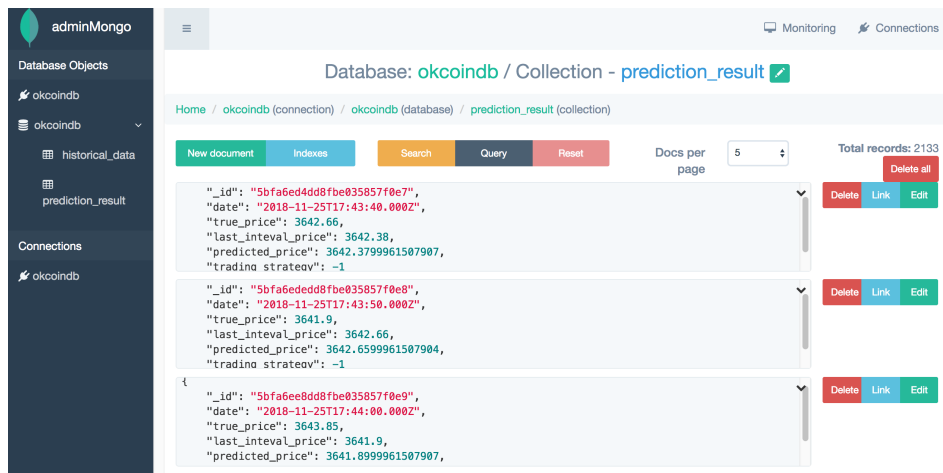 adminMongo
Monitoring
Connections
Database Objects
okcoindb
okcoindb
historical_data
prediction_result
Connections
okcoindb
Database: okcoindb / Collection - prediction_result
Home / okcoindb (connection) / okcoindb (database) / prediction_result (collection)
New document
Indexes
Search
Query
Reset
Docs per
page
5
Total records: 2133
Delete all
"_id": "5bfa6ed4dd8fbe035857f0e7",
"date": "2018-11-25T17:43:40.000Z",
"true_price": 3642.66,
"last_inteval_price": 3642.38,
"predicted_price": 3642.3799961507907,
"trading_strategy": -1
Delete Link Edit
"_id": "5bfa6ededd8fbe035857f0e8",
"date": "2018-11-25T17:43:50.000Z",
"true_price": 3641.9,
"last_inteval_price": 3642.66,
"predicted_price": 3642.6599961507904,
"trading_strategy": -1
Delete Link Edit
{
"_id": "5bfa6ee8dd8fbe035857f0e9",
"date": "2018-11-25T17:44:00.000Z",
"true_price": 3643.85,
"last_inteval_price": 3641.9,
"predicted_price": 3641.8999961507907,
Delete Link Edit